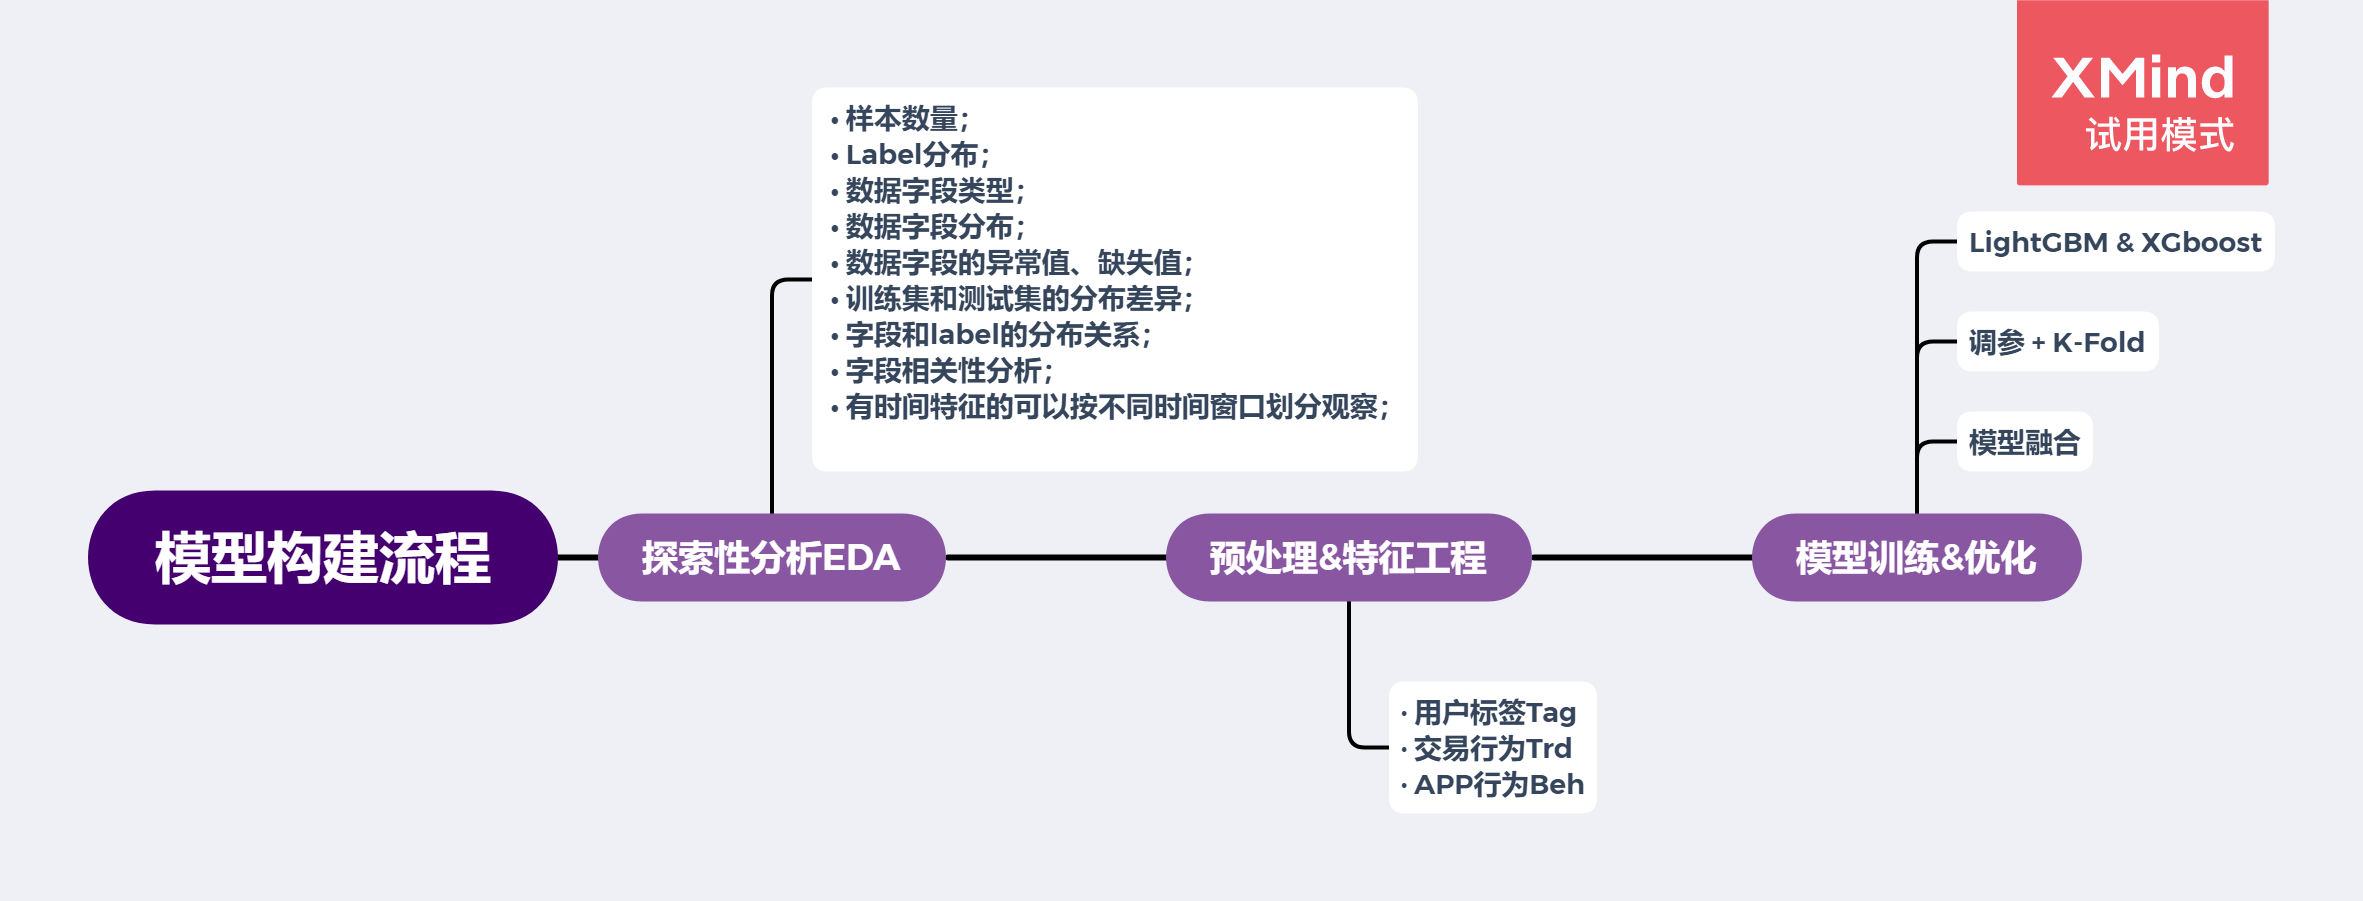 XMind
试用模式
• 样本数量；
• Label分布；
• 数据字段类型；
• 数据字段分布；
• 数据字段的异常值、缺失值；
• 训练集和测试集的分布差异；
• 字段和label的分布关系；
• 字段相关性分析；
• 有时间特征的可以按不同时间窗口划分观察；
LightGBM & XGboost
调参 + K-Fold
模型融合
模型构建流程
探索性分析EDA
预处理&特征工程
模型训练&优化
· 用户标签Tag
· 交易行为Trd
· APP行为Beh